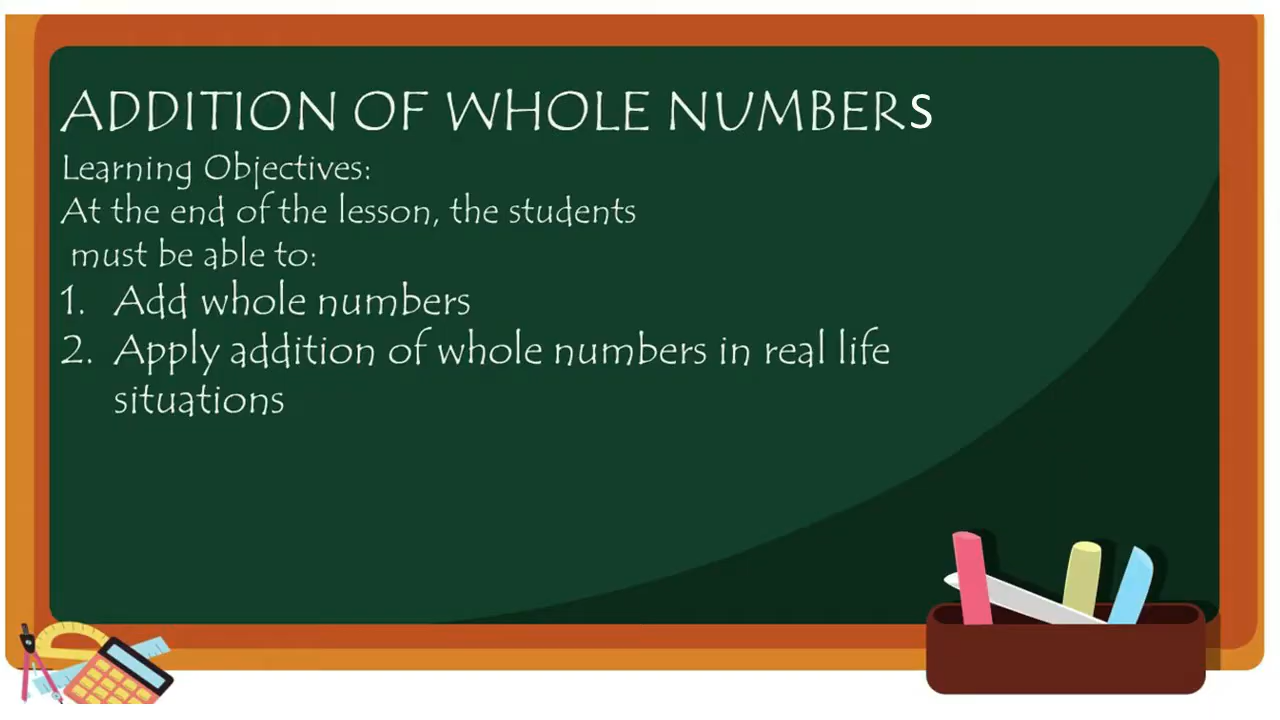 ADDITION OF WHOLE NUMBERS
Learning Objectives:
At the end of the lesson, the students
must be able to:
1. Add whole numbers
2. Apply addition of whole numbers in real life
situations